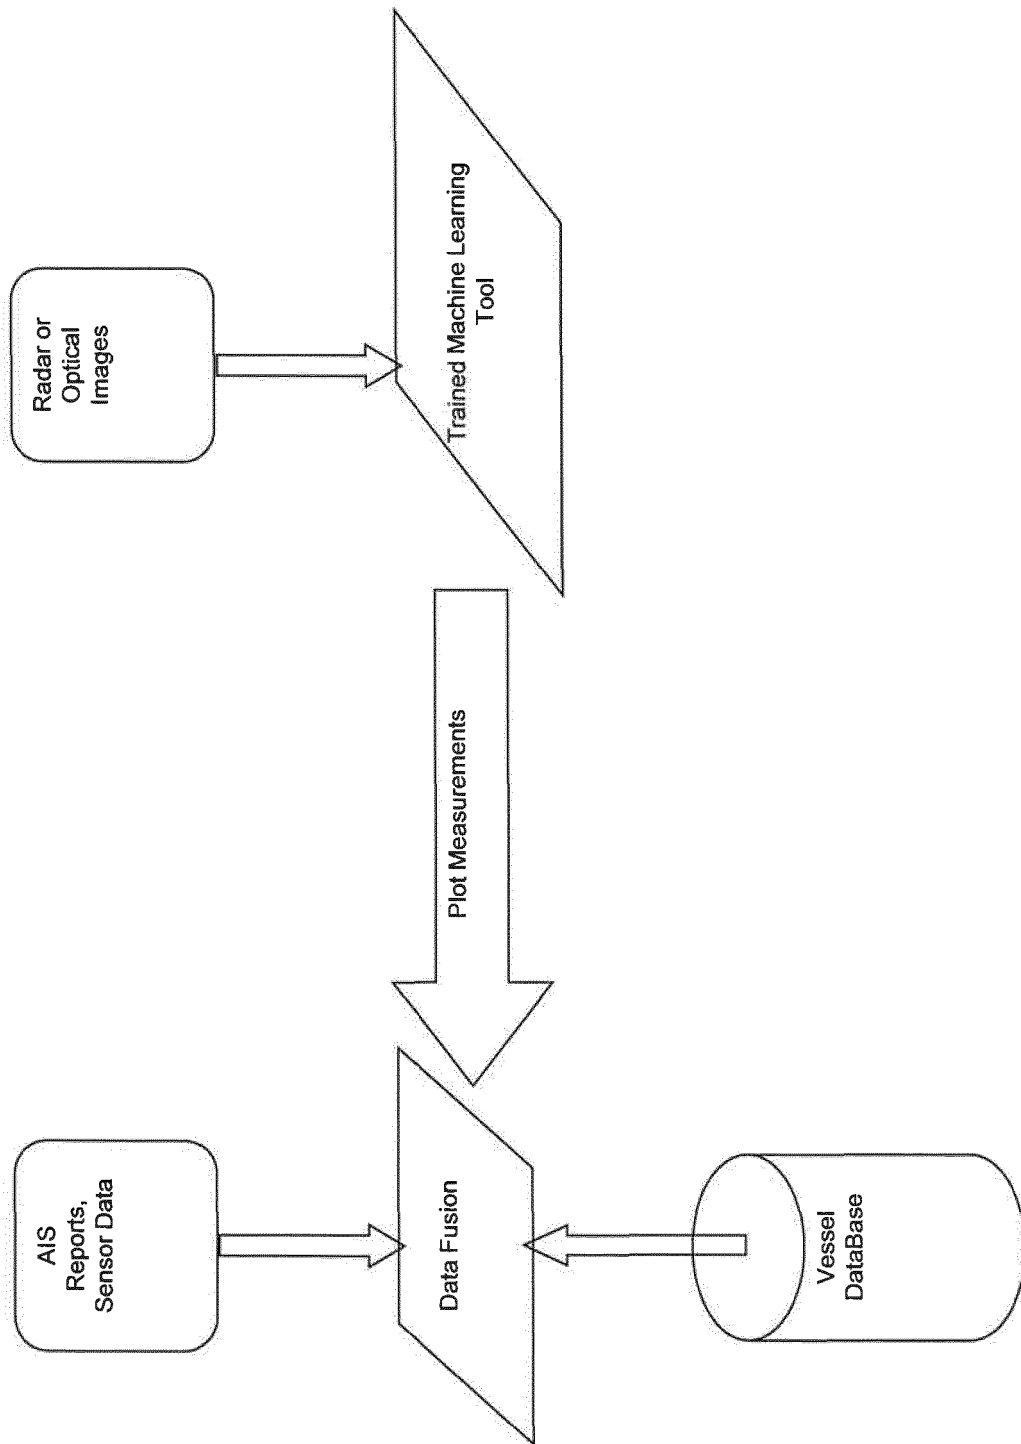 AIS
Reports,
Sensor Data
Data Fusion
Vessel
DataBase
Plot Measurements
Radar or
Optical
Images
Trained Machine Learning
Tool